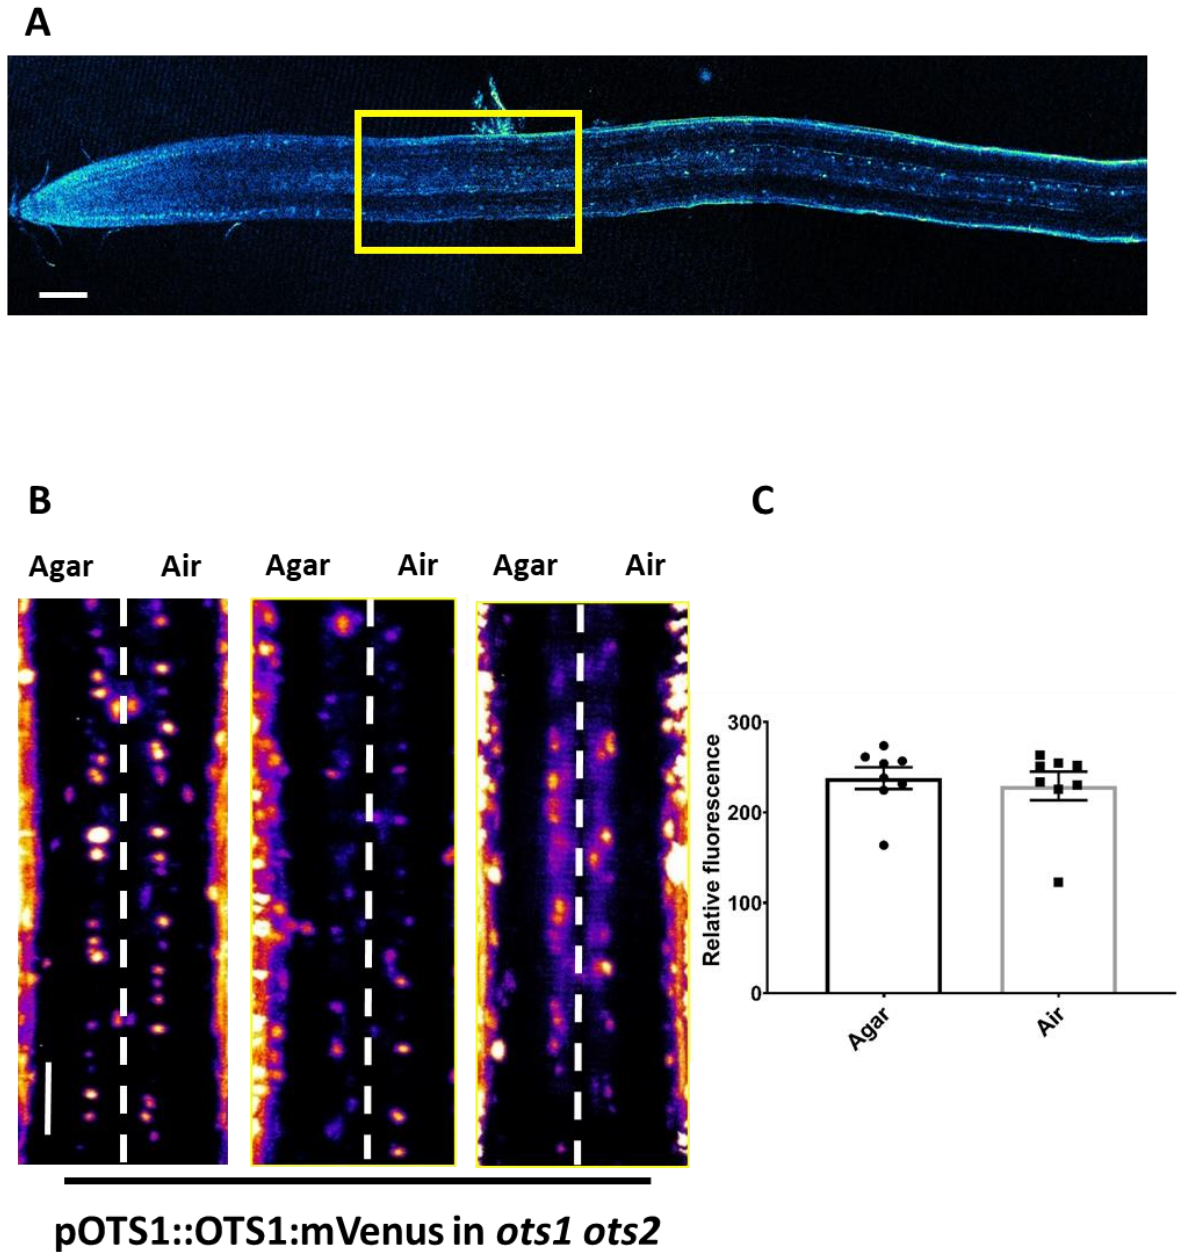 A
B
C
Agar Air Agar Air Agar Air
300
200
100
0
Relative fluorescence
Agar
Air
pOTS1::OTS1:mVenus in ots1 ots2